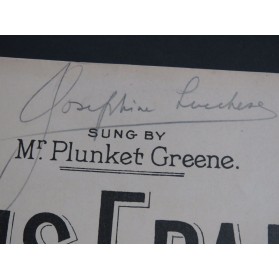 Josephine Lucchese
SUNG BY
Mr. Plunket Greene.